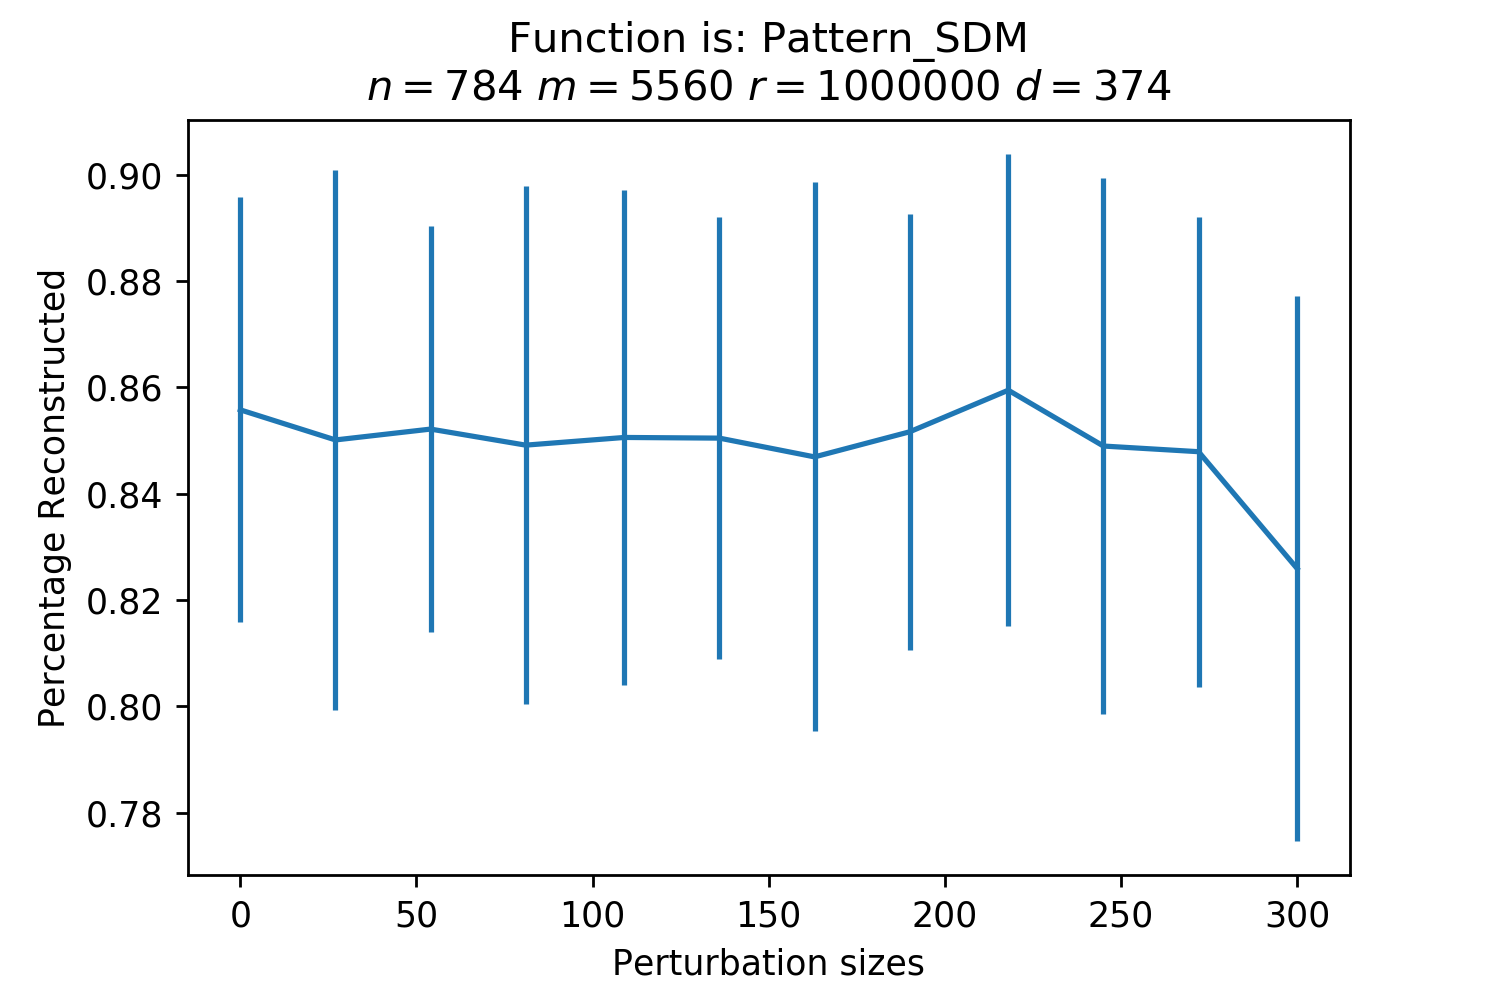 Function is: Pattern_SDM
n = 784 m = 5560 r = 1000000 d = 374
Percentage Reconstructed
0.90
0.88
0.86
0.84
0.82
0.80
0.78
0 50 100 150 200 250 300
Perturbation sizes